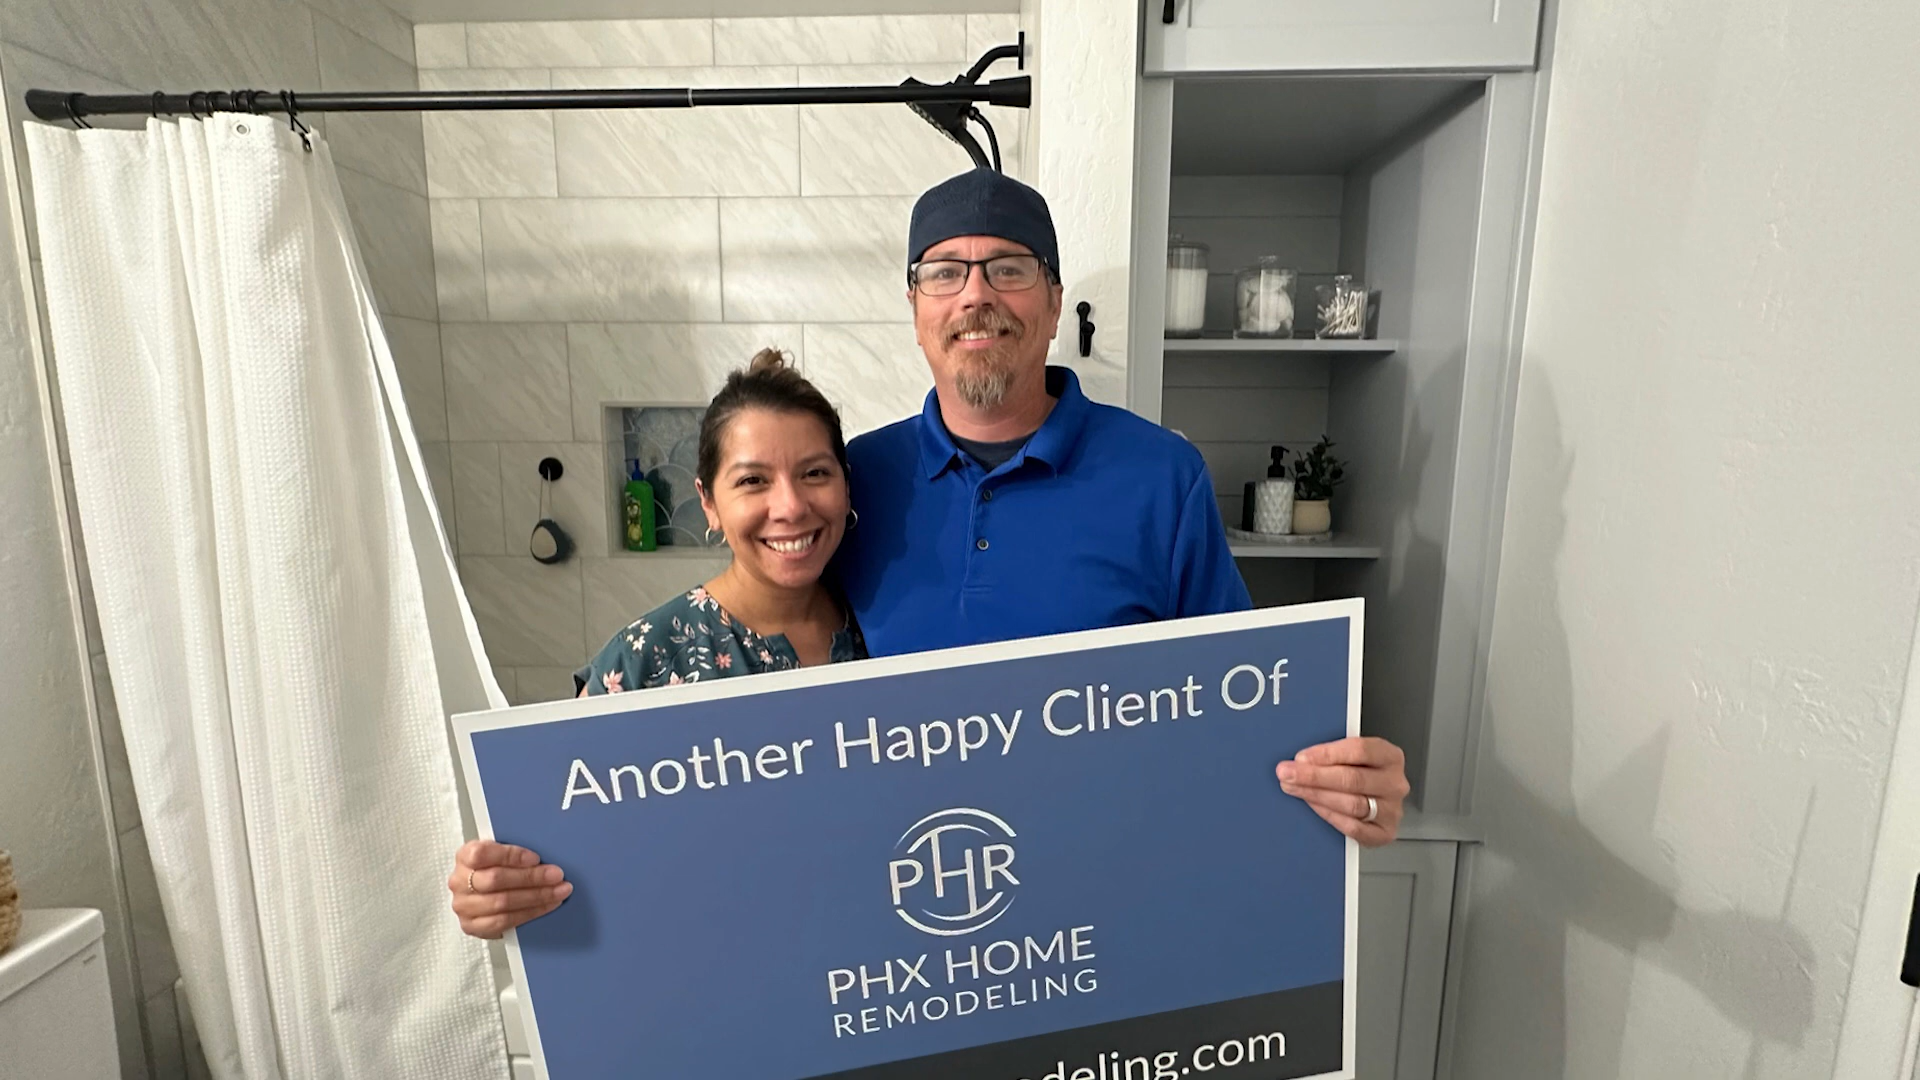 Another Happy Client Of
PHR
PHX HOME
REMODELING
deling.com